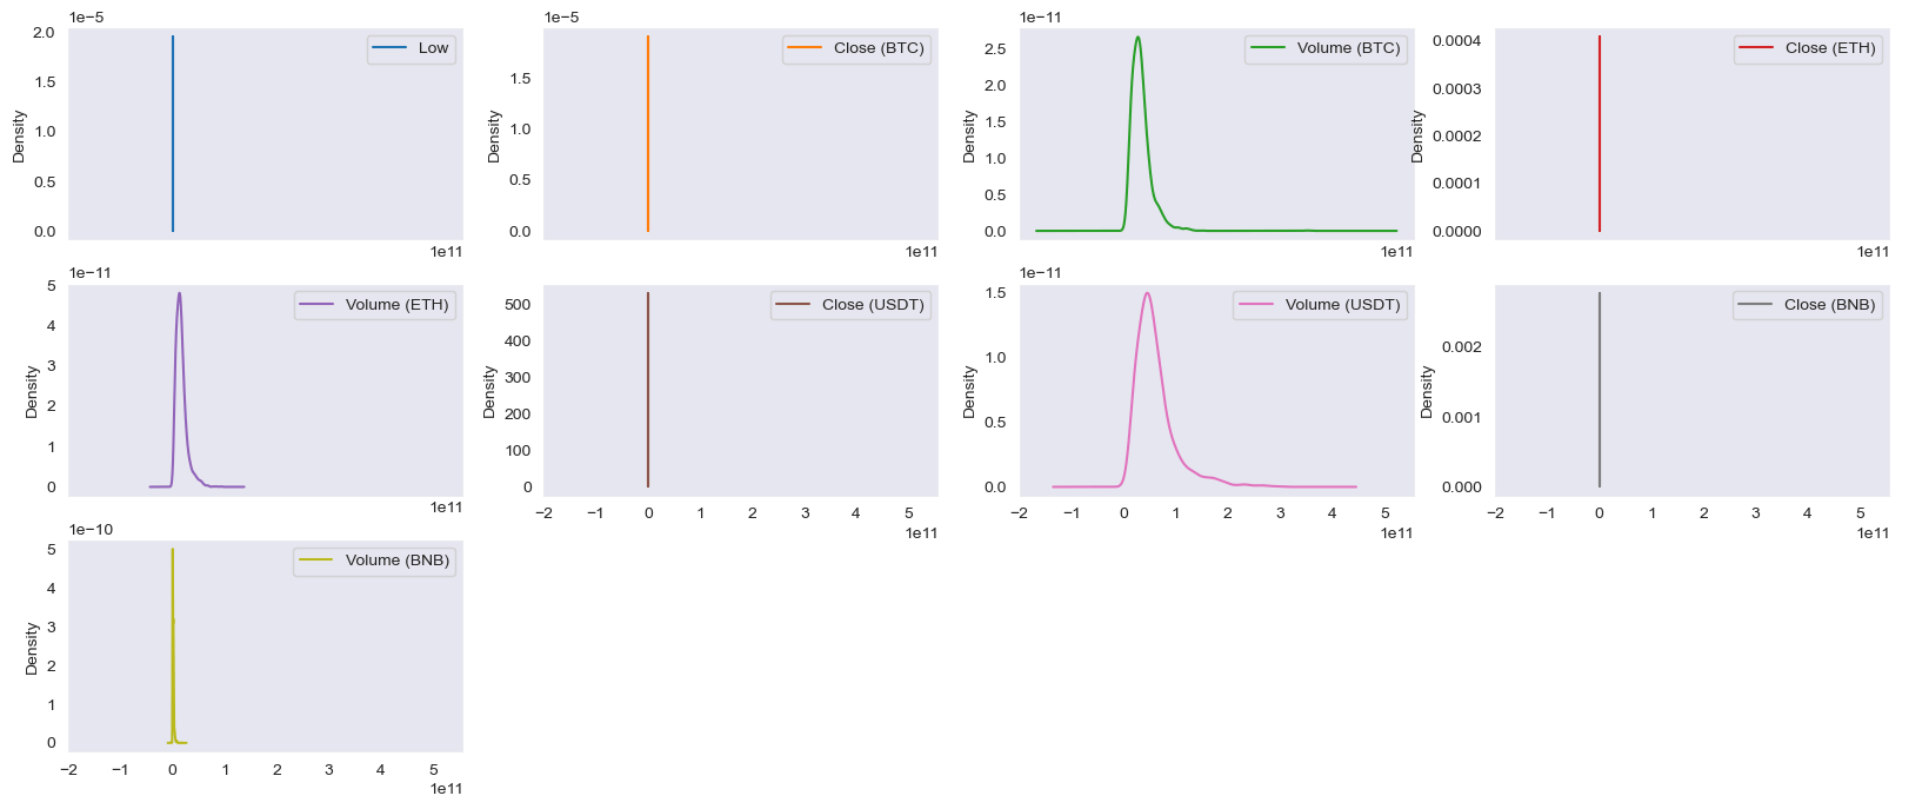 1e−5
Low
2.0
1.5
1.0
0.5
0.0
Density
1e11
1e−5
Close (BTC)
1.5
1.0
0.5
0.0
Density
1e11
1e−11
Volume (BTC)
2.5
2.0
1.5
1.0
0.5
0.0
Density
1e11
Close (ETH)
0.0004
0.0003
0.0002
0.0001
0.0000
Density
1e11
1e−11
Volume (ETH)
5
4
3
2
1
0
Density
1e11
Close (USDT)
500
400
300
200
100
0
Density
−2 −1 0 1 2 3 4 5
1e11
1e−11
Volume (USDT)
1.5
1.0
0.5
0.0
Density
−2 −1 0 1 2 3 4 5
1e11
Close (BNB)
0.002
0.001
0.000
Density
−2 −1 0 1 2 3 4 5
1e11
1e−10
Volume (BNB)
5
4
3
2
1
0
Density
−2 −1 0 1 2 3 4 5
1e11